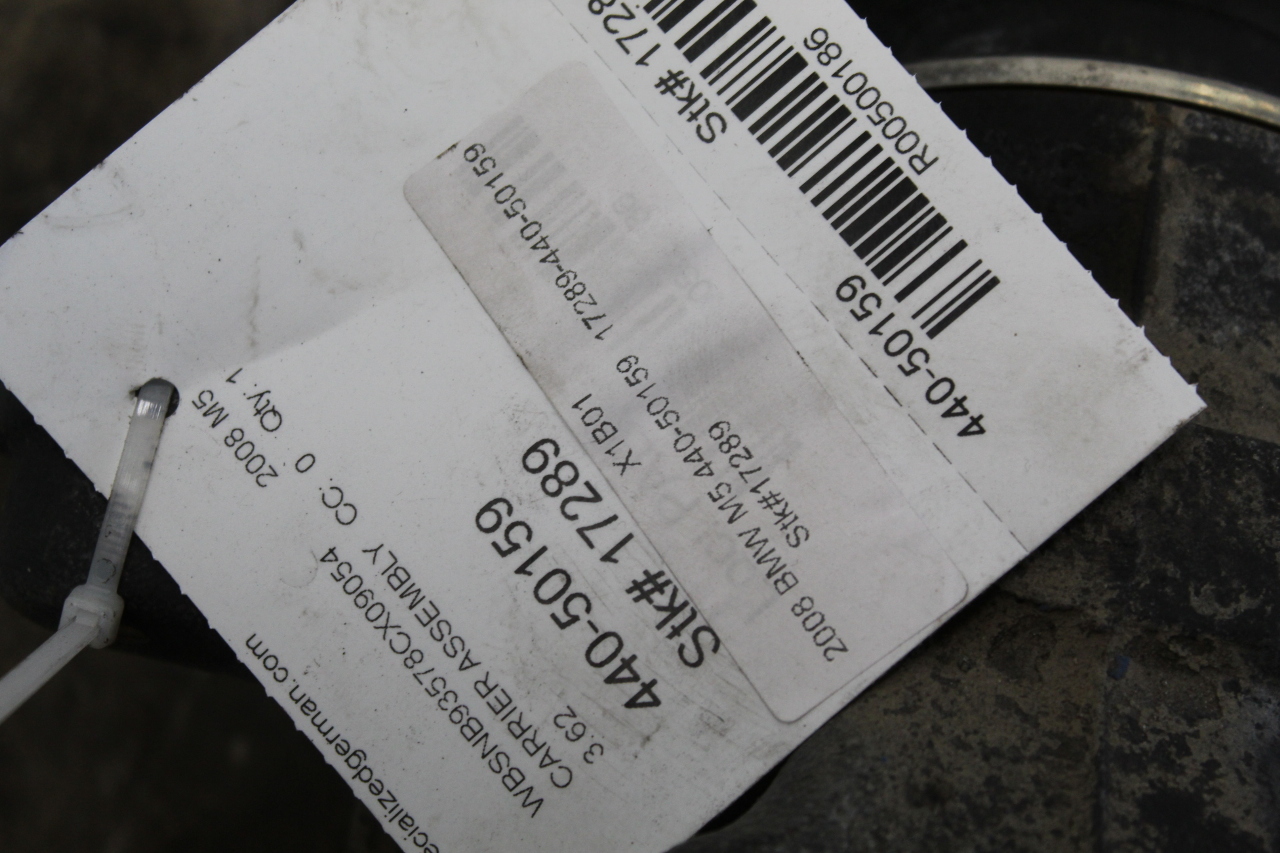 ecializedgerman.com
2008 M5
WBSNB93578CX09054 CC: 0 Qty: 1
CARRIER ASSEMBLY
3.62
440-50159
Stk# 17289
X1B01 17289-440-50159
2008 BMW M5 440-50159
Stk#17289
440-50159
Stk# 1728
R00500186